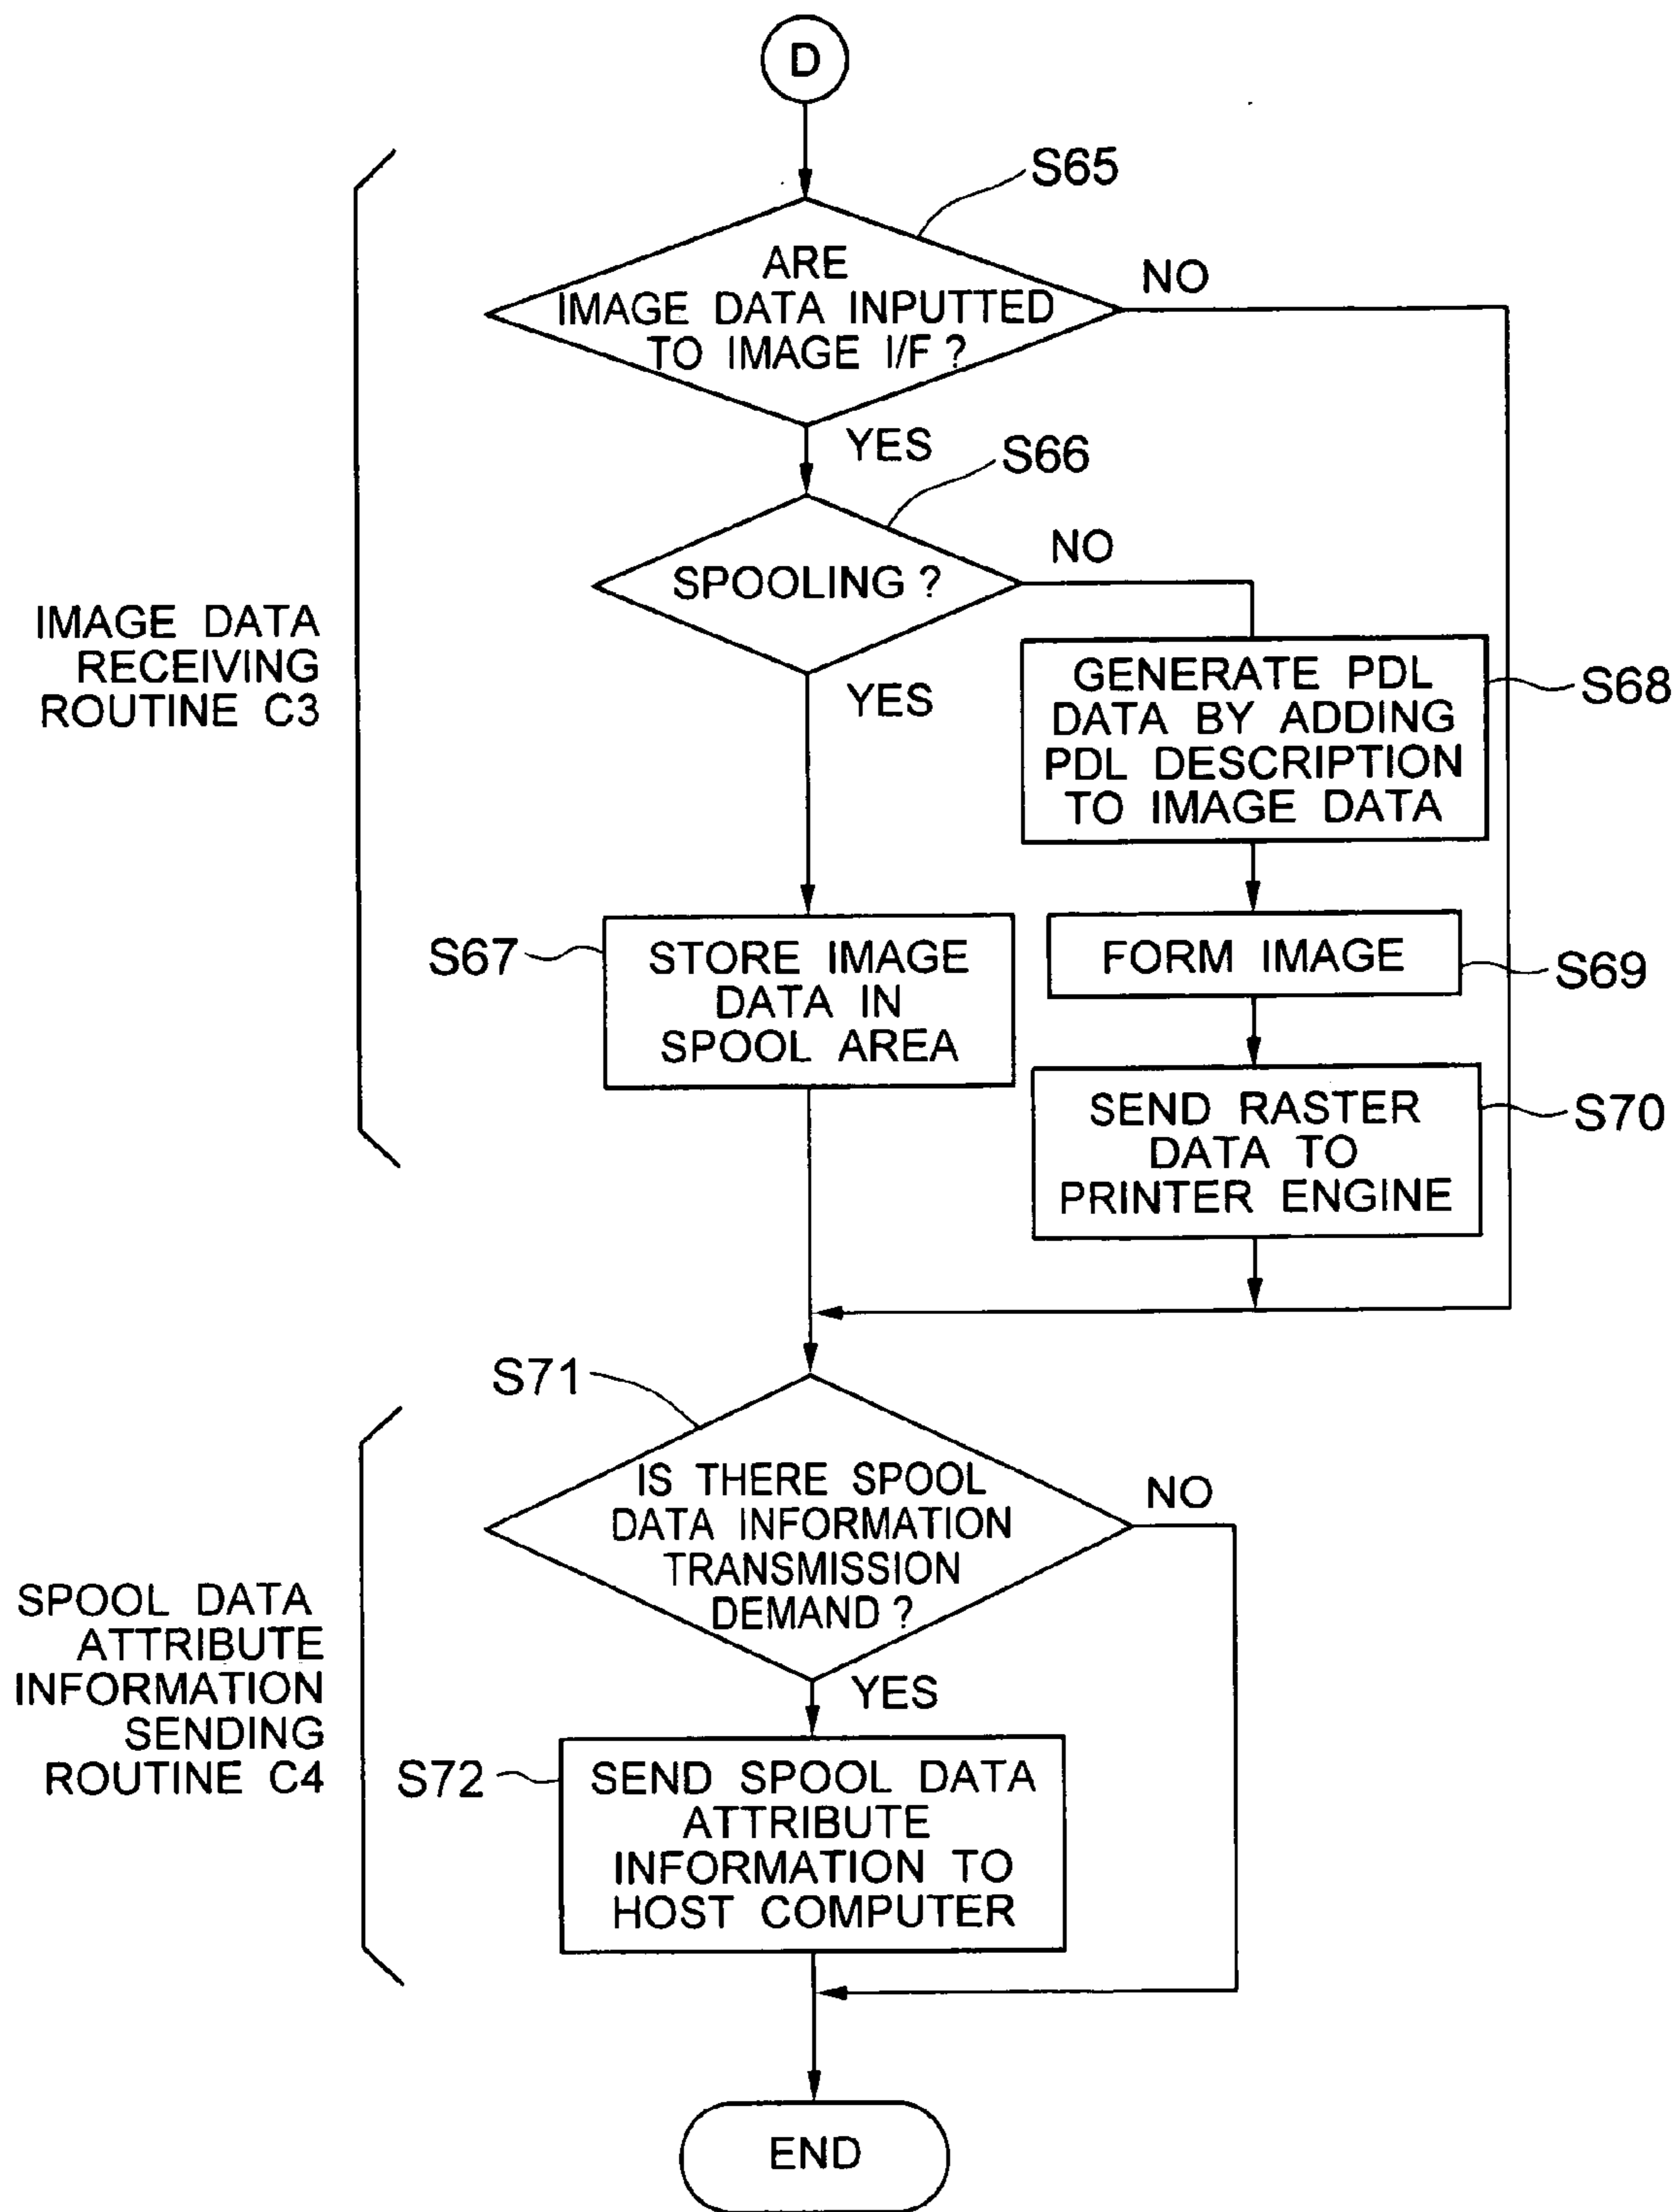 D
S65
ARE
IMAGE DATA INPUTTED
TO IMAGE I/F ?
NO
YES
S66
SPOOLING ?
NO
YES
IMAGE DATA
RECEIVING
ROUTINE C3
GENERATE PDL
DATA BY ADDING
PDL DESCRIPTION
TO IMAGE DATA
S68
S67
STORE IMAGE
DATA IN
SPOOL AREA
FORM IMAGE
S69
SEND RASTER
DATA TO
PRINTER ENGINE
S70
S71
IS THERE SPOOL
DATA INFORMATION
TRANSMISSION
DEMAND ?
NO
YES
SPOOL DATA
ATTRIBUTE
INFORMATION
SENDING
ROUTINE C4
S72
SEND SPOOL DATA
ATTRIBUTE
INFORMATION TO
HOST COMPUTER
END